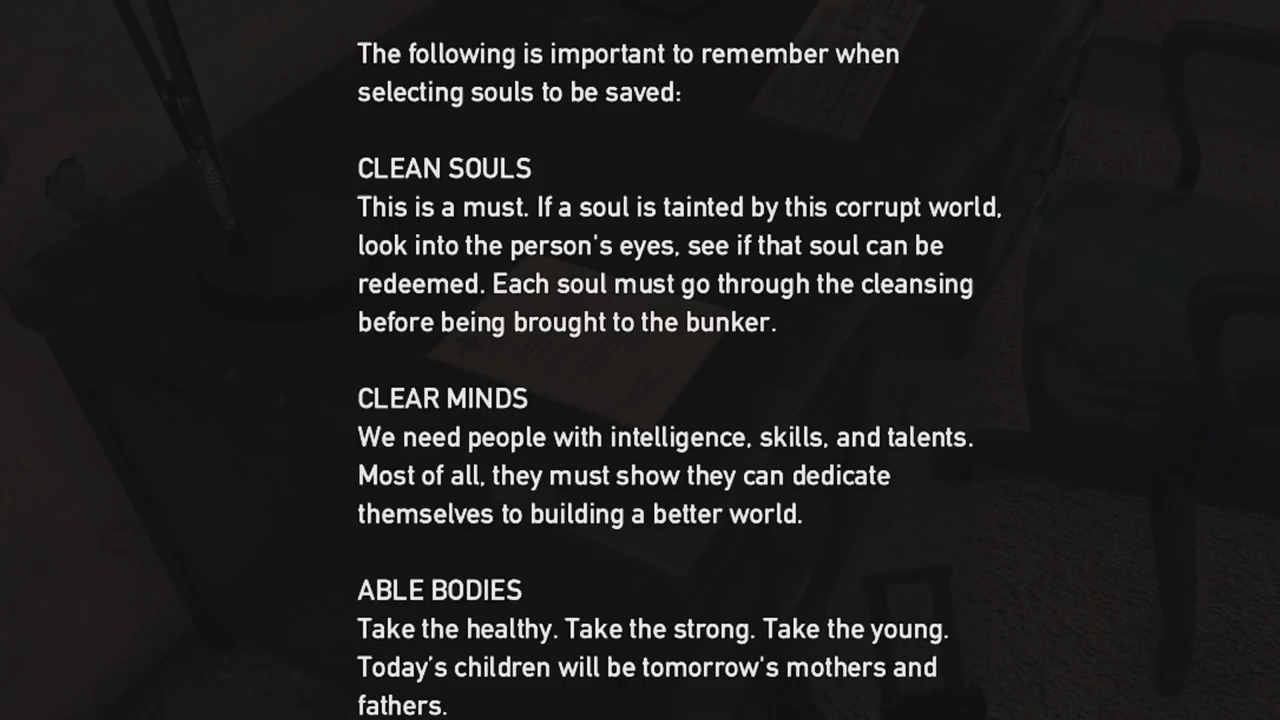 The following is important to remember when
selecting souls to be saved:
CLEAN SOULS
This is a must. If a soul is tainted by this corrupt world,
look into the person's eyes, see if that soul can be
redeemed. Each soul must go through the cleansing
before being brought to the bunker.
CLEAR MINDS
We need people with intelligence, skills, and talents.
Most of all, they must show they can dedicate
themselves to building a better world.
ABLE BODIES
Take the healthy. Take the strong. Take the young.
Today's children will be tomorrow's mothers and
fathers.